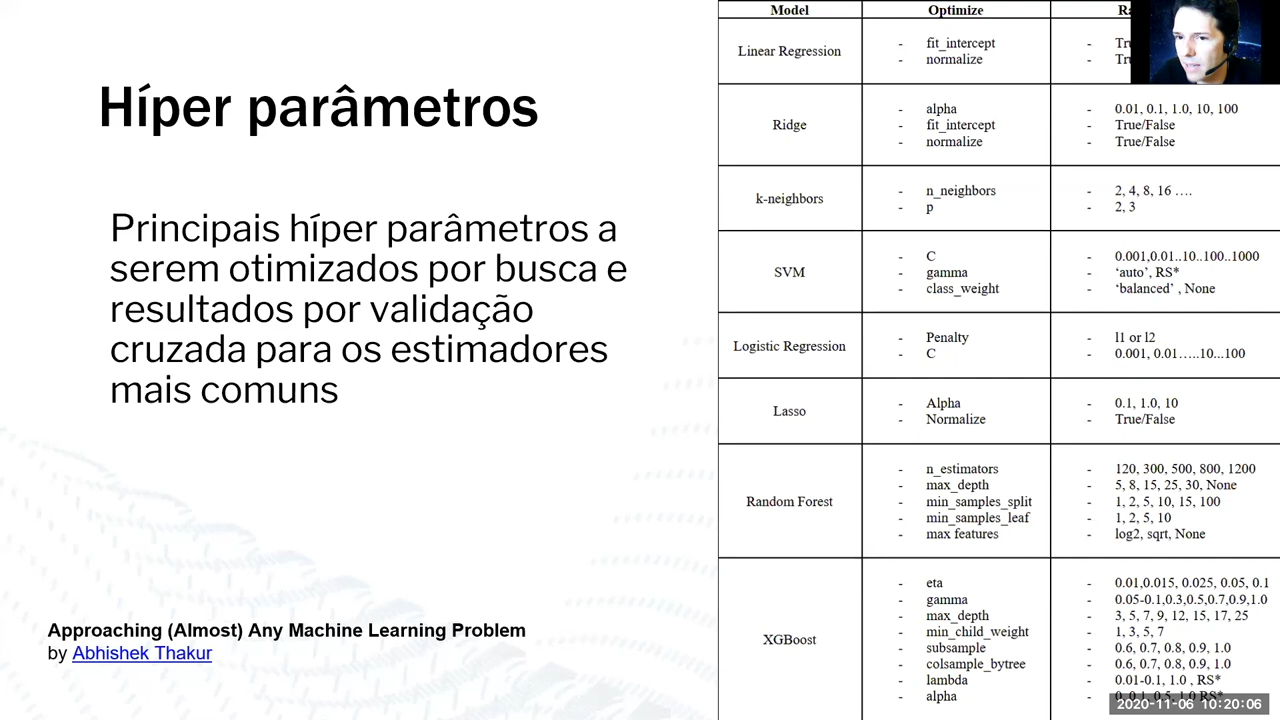 Híper parâmetros
Principais híper parâmetros a
serem otimizados por busca e
resultados por validação
cruzada para os estimadores
mais comuns
Approaching (Almost) Any Machine Learning Problem
by Abhishek Thakur
Model Optimize
Linear Regression
- fit_intercept
- normalize
Ridge
- alpha - 0.01, 0.1, 1.0, 10, 100
- fit_intercept - True/False
- normalize - True/False
k-neighbors
- n_neighbors - 2, 4, 8, 16 ….
- p - 2, 3
SVM
- C - 0.001,0.01..10..100..1000
- gamma - ‘auto’, RS*
- class_weight - ‘balanced’ , None
Logistic Regression
- Penalty - l1 or l2
- C - 0.001, 0.01…..10...100
Lasso
- Alpha - 0.1, 1.0, 10
- Normalize - True/False
Random Forest
- n_estimators - 120, 300, 500, 800, 1200
- max_depth - 5, 8, 15, 25, 30, None
- min_samples_split - 1, 2, 5, 10, 15, 100
- min_samples_leaf - 1, 2, 5, 10
- max features - log2, sqrt, None
XGBoost
- eta - 0.01,0.015, 0.025, 0.05, 0.1
- gamma - 0.05-0.1,0.3,0.5,0.7,0.9,1.0
- max_depth - 3, 5, 7, 9, 12, 15, 17, 25
- min_child_weight - 1, 3, 5, 7
- subsample - 0.6, 0.7, 0.8, 0.9, 1.0
- colsample_bytree - 0.6, 0.7, 0.8, 0.9, 1.0
- lambda - 0.01-0.1, 1.0 , RS*
- alpha - 0, 0.1, 0.5, 1.0 RS*
2020-11-06 10:20:06